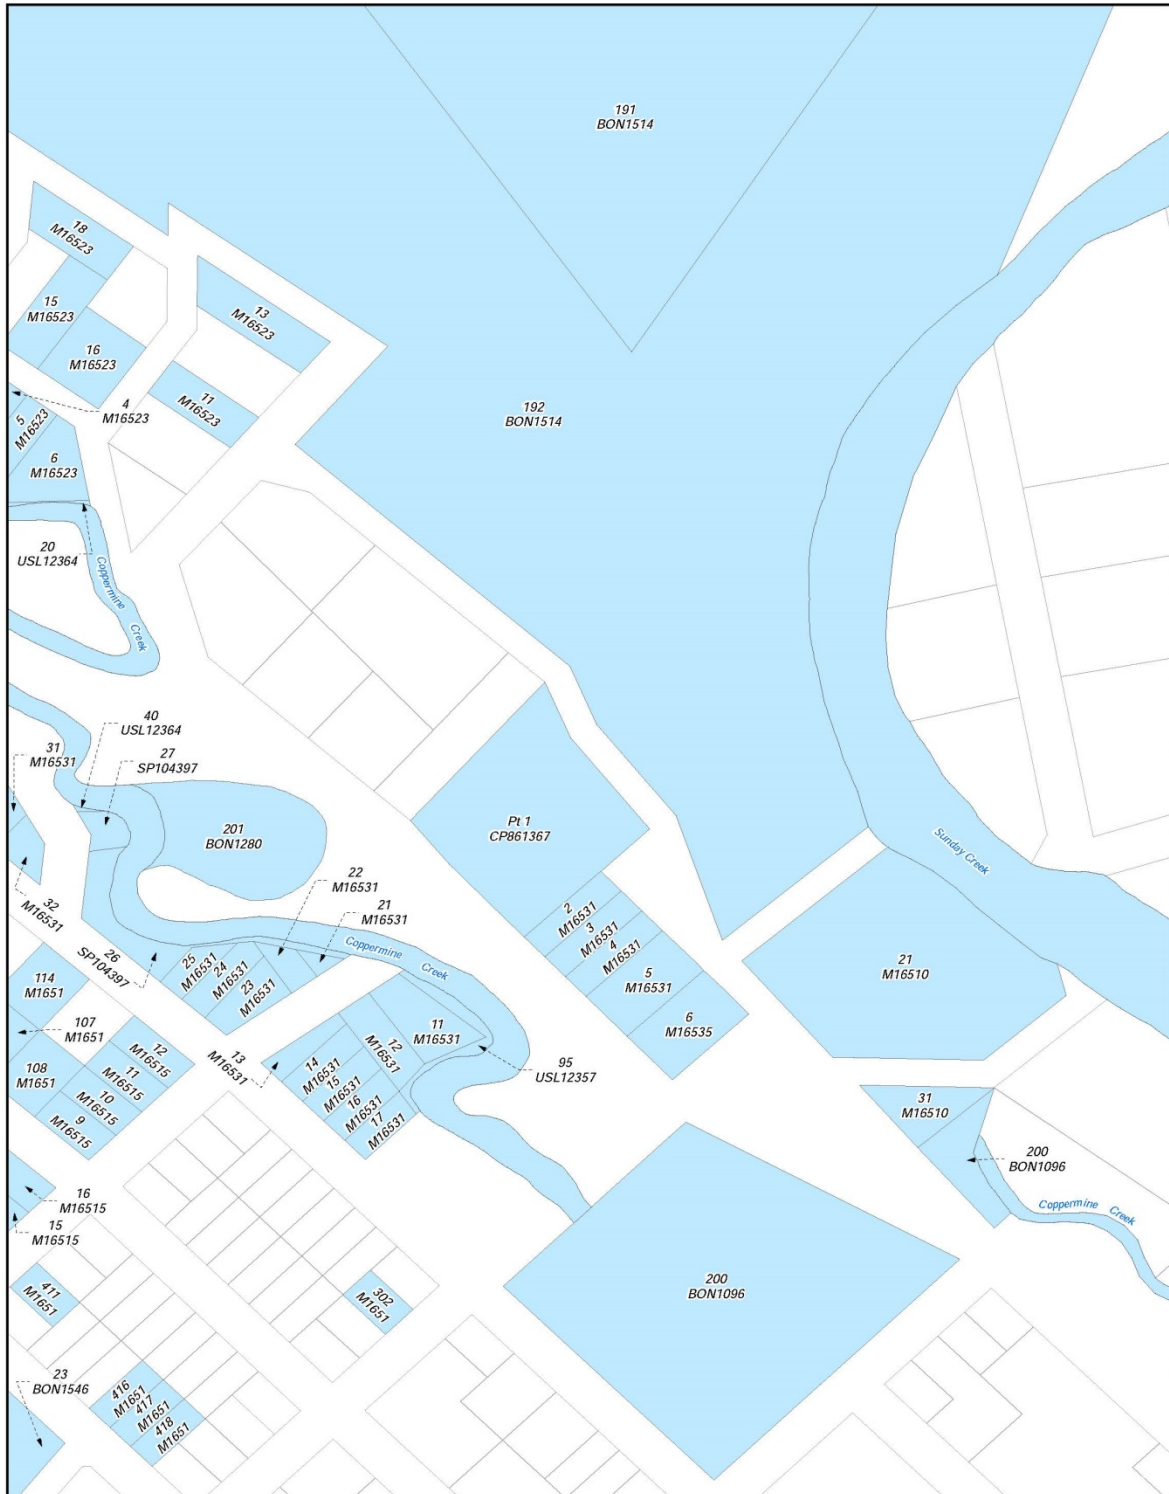 191
BON1514
18
M16523
15
M16523
13
M16523
16
M16523
11
M16523
4
M16523
5
M16523
192
BON1514
6
M16523
20
USL12364
Coppermine Creek
40
USL12364
31
M16531
27
SP104397
201
BON1280
Pt 1
CP861367
Sunday Creek
22
M16531
21
M16531
32
M16531
2
M16531
3
M16531
4
M16531
5
M16531
6
M16535
21
M16510
26
SP104397
25
M16531
24
M16531
23
M16531
Coppermine Creek
114
M1651
107
M1651
108
M1651
12
M16515
11
M16515
10
M16515
9
M16515
13
M16531
14
M16531
15
M16531
16
M16531
17
M16531
12
M16531
11
M16531
95
USL12357
31
M16510
200
BON1096
Coppermine Creek
16
M16515
15
M16515
411
M1651
302
M1651
200
BON1096
23
BON1546
416
M1651
417
M1651
418
M1651